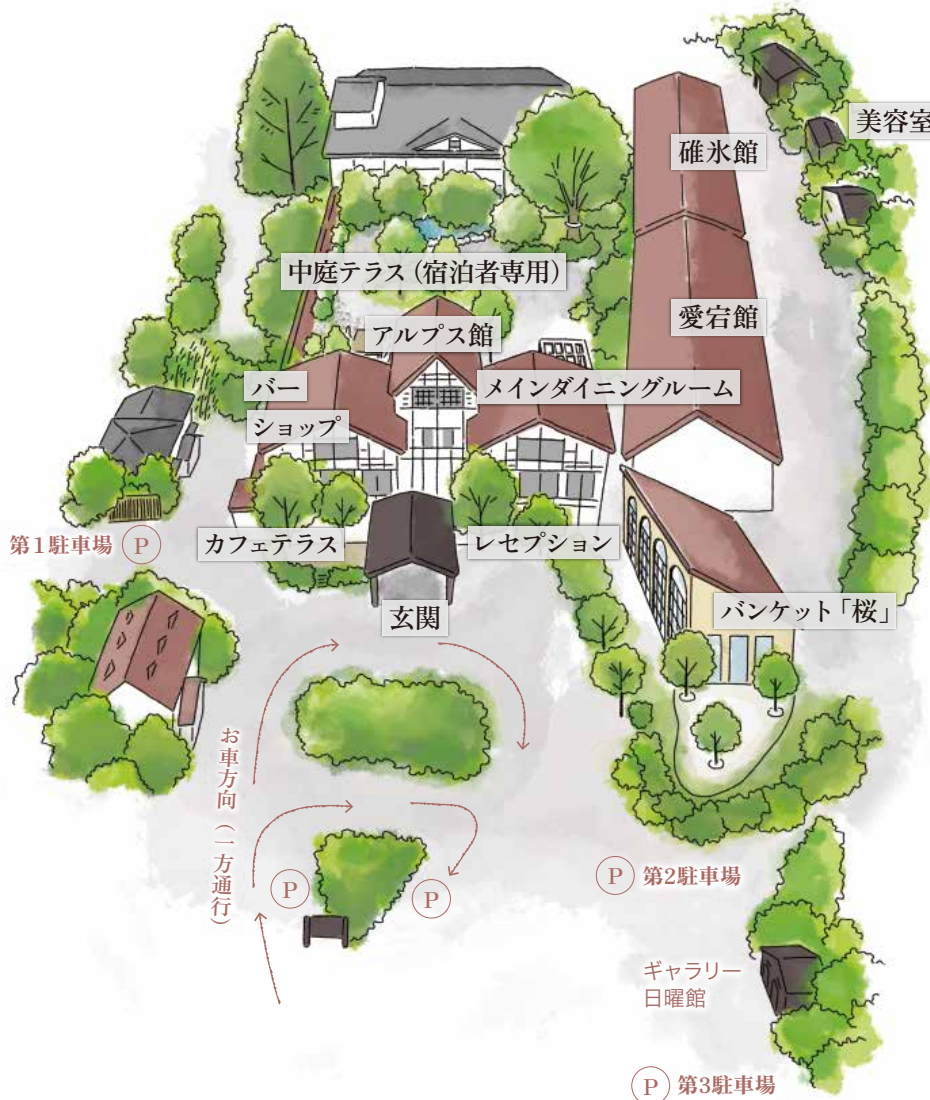 美容室
碓氷館
中庭テラス（宿泊者専用）
愛宕館
アルプス館
バー
メインダイニングルーム
ショップ
第1駐車場 P
カフェテラス
レセプション
玄関
バンケット「桜」
お車方向（一方通行）
P
P
P 第2駐車場
ギャラリー
日曜館
P 第3駐車場